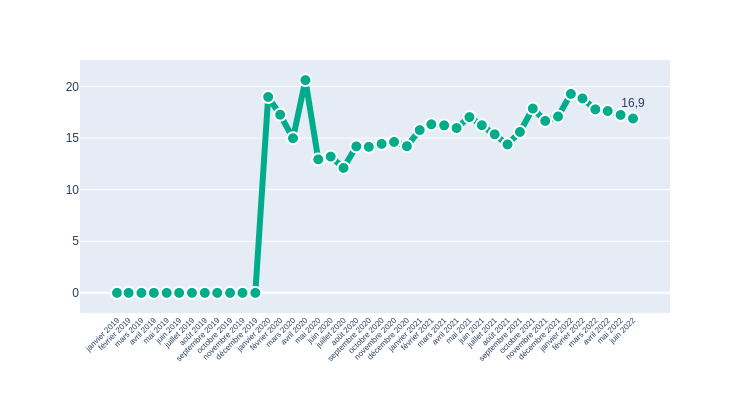 20
15
10
5
0
16,9
janvier 2019
février 2019
mars 2019
avril 2019
mai 2019
juin 2019
juillet 2019
août 2019
septembre 2019
octobre 2019
novembre 2019
décembre 2019
janvier 2020
février 2020
mars 2020
avril 2020
mai 2020
juin 2020
juillet 2020
août 2020
septembre 2020
octobre 2020
novembre 2020
décembre 2020
janvier 2021
février 2021
mars 2021
avril 2021
mai 2021
juin 2021
juillet 2021
août 2021
septembre 2021
octobre 2021
novembre 2021
décembre 2021
janvier 2022
février 2022
mars 2022
avril 2022
mai 2022
juin 2022